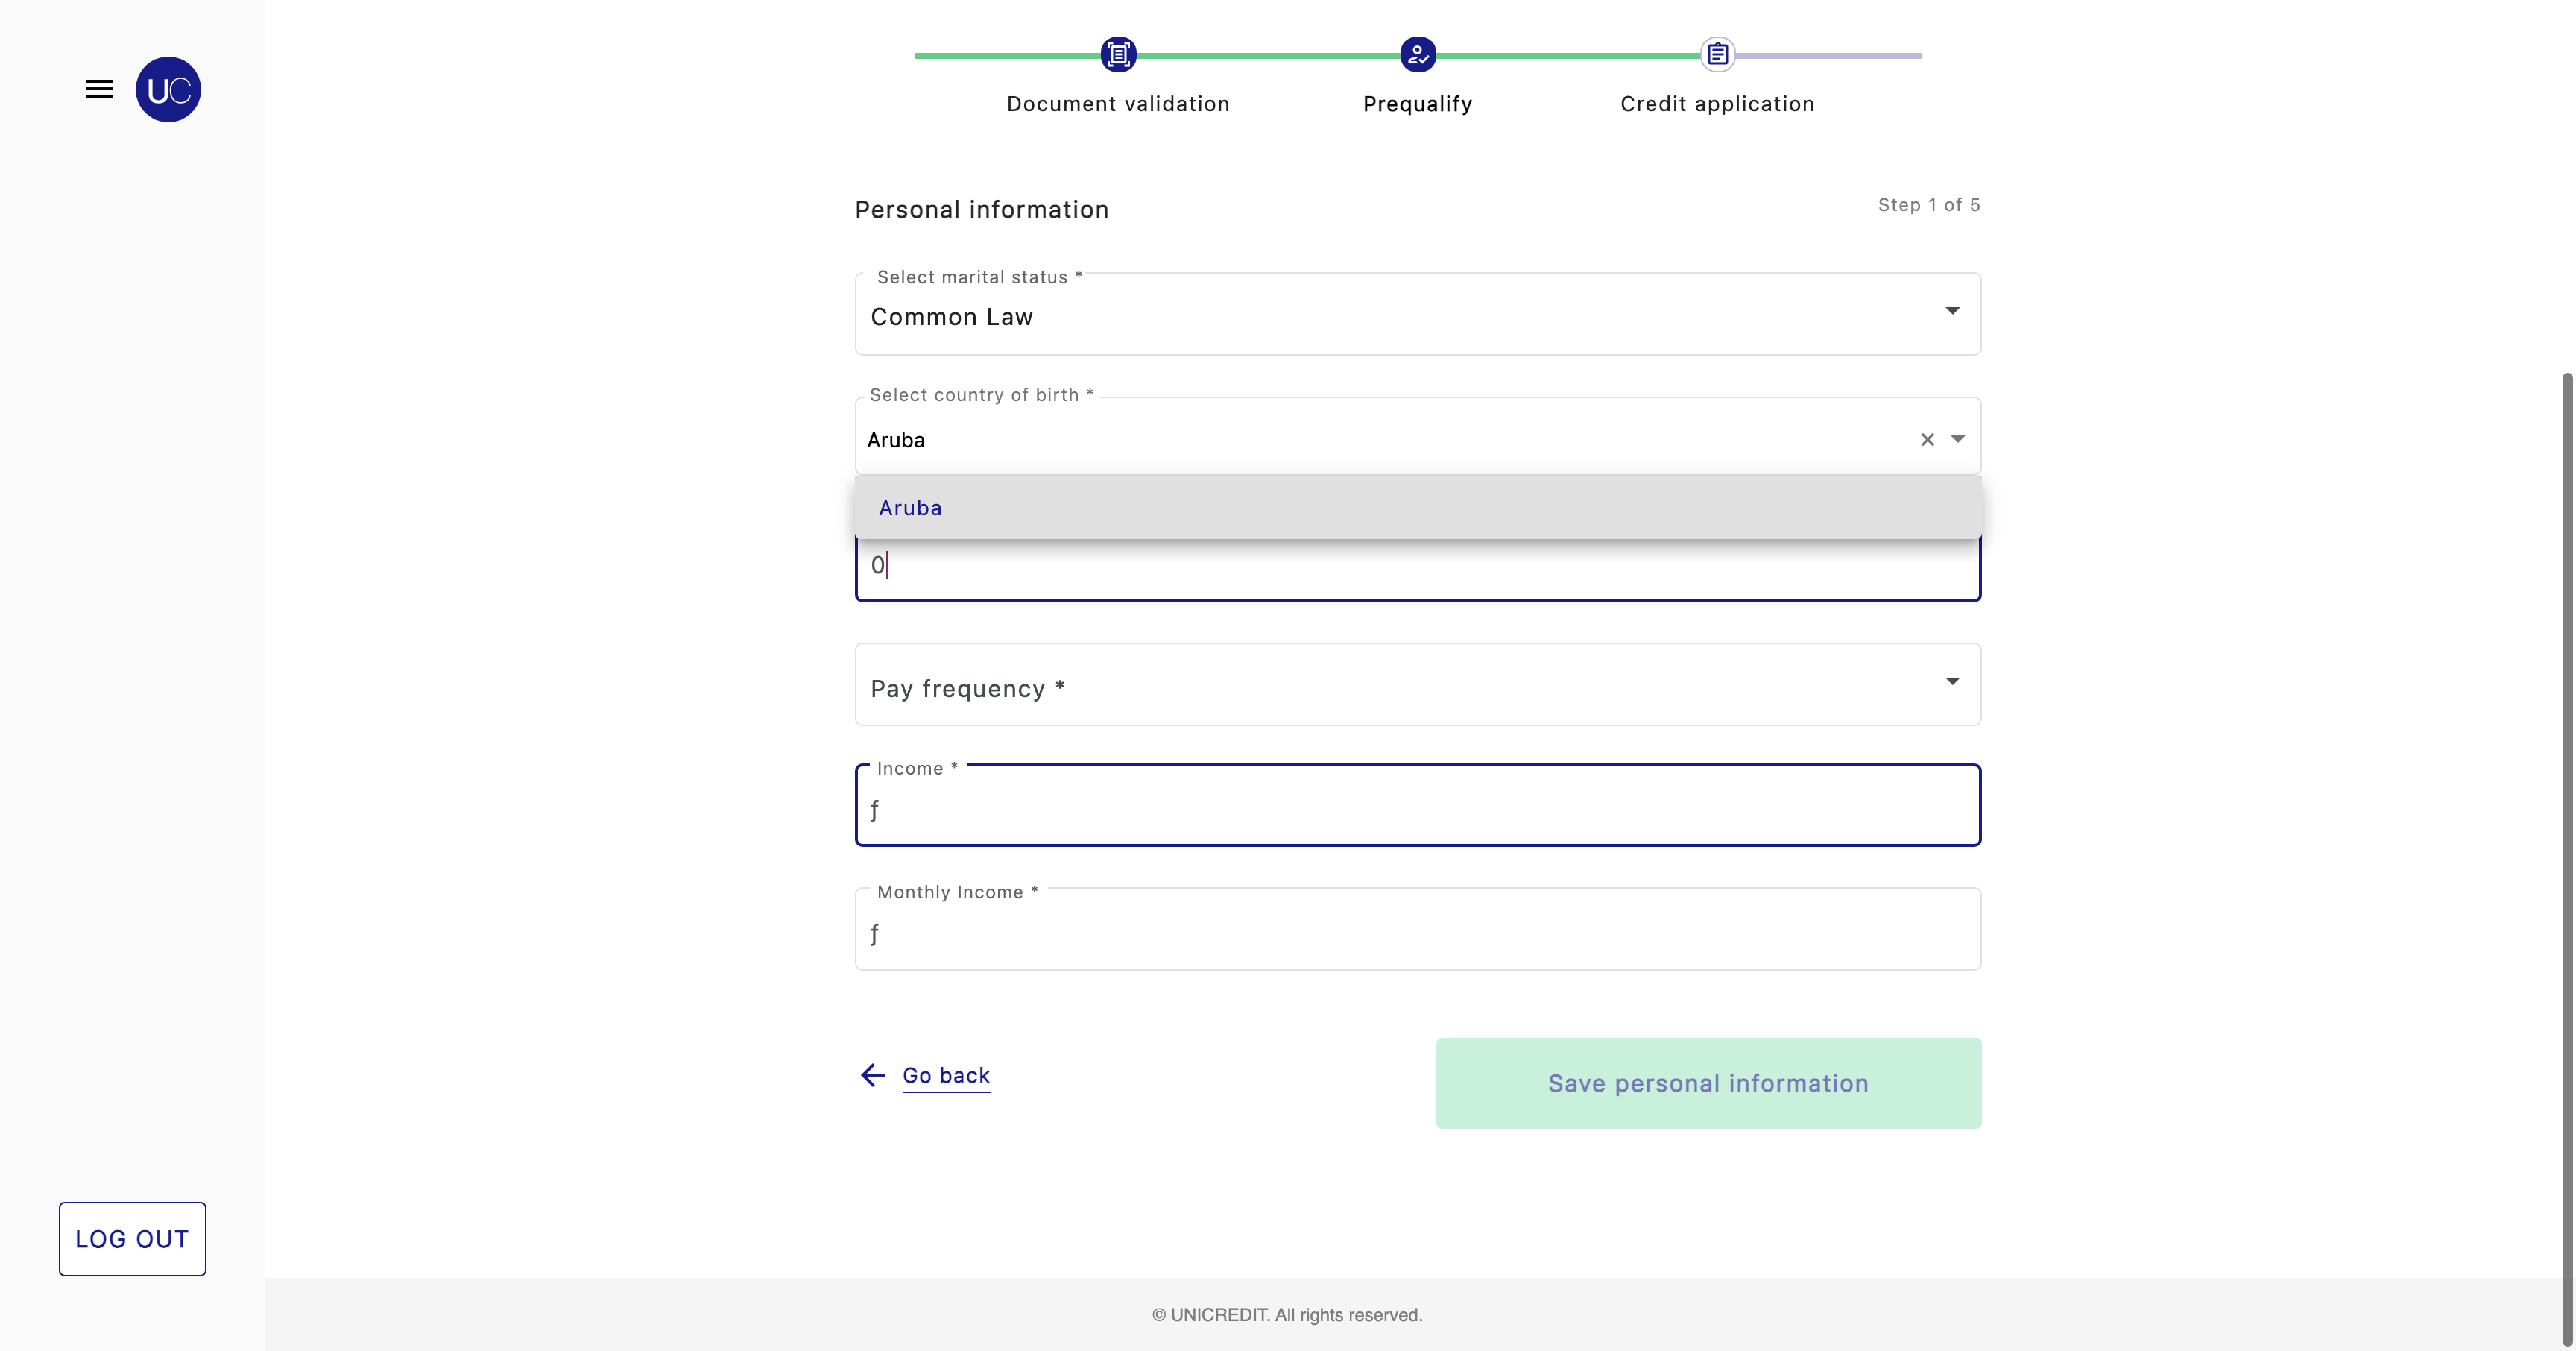 UC
Document validation
Prequalify
Credit application
Personal information
Step 1 of 5
Select marital status *
Common Law
Select country of birth *
Aruba
Aruba
0
Pay frequency *
Income *
ƒ
Monthly Income *
ƒ
Go back
Save personal information
LOG OUT
© UNICREDIT. All rights reserved.